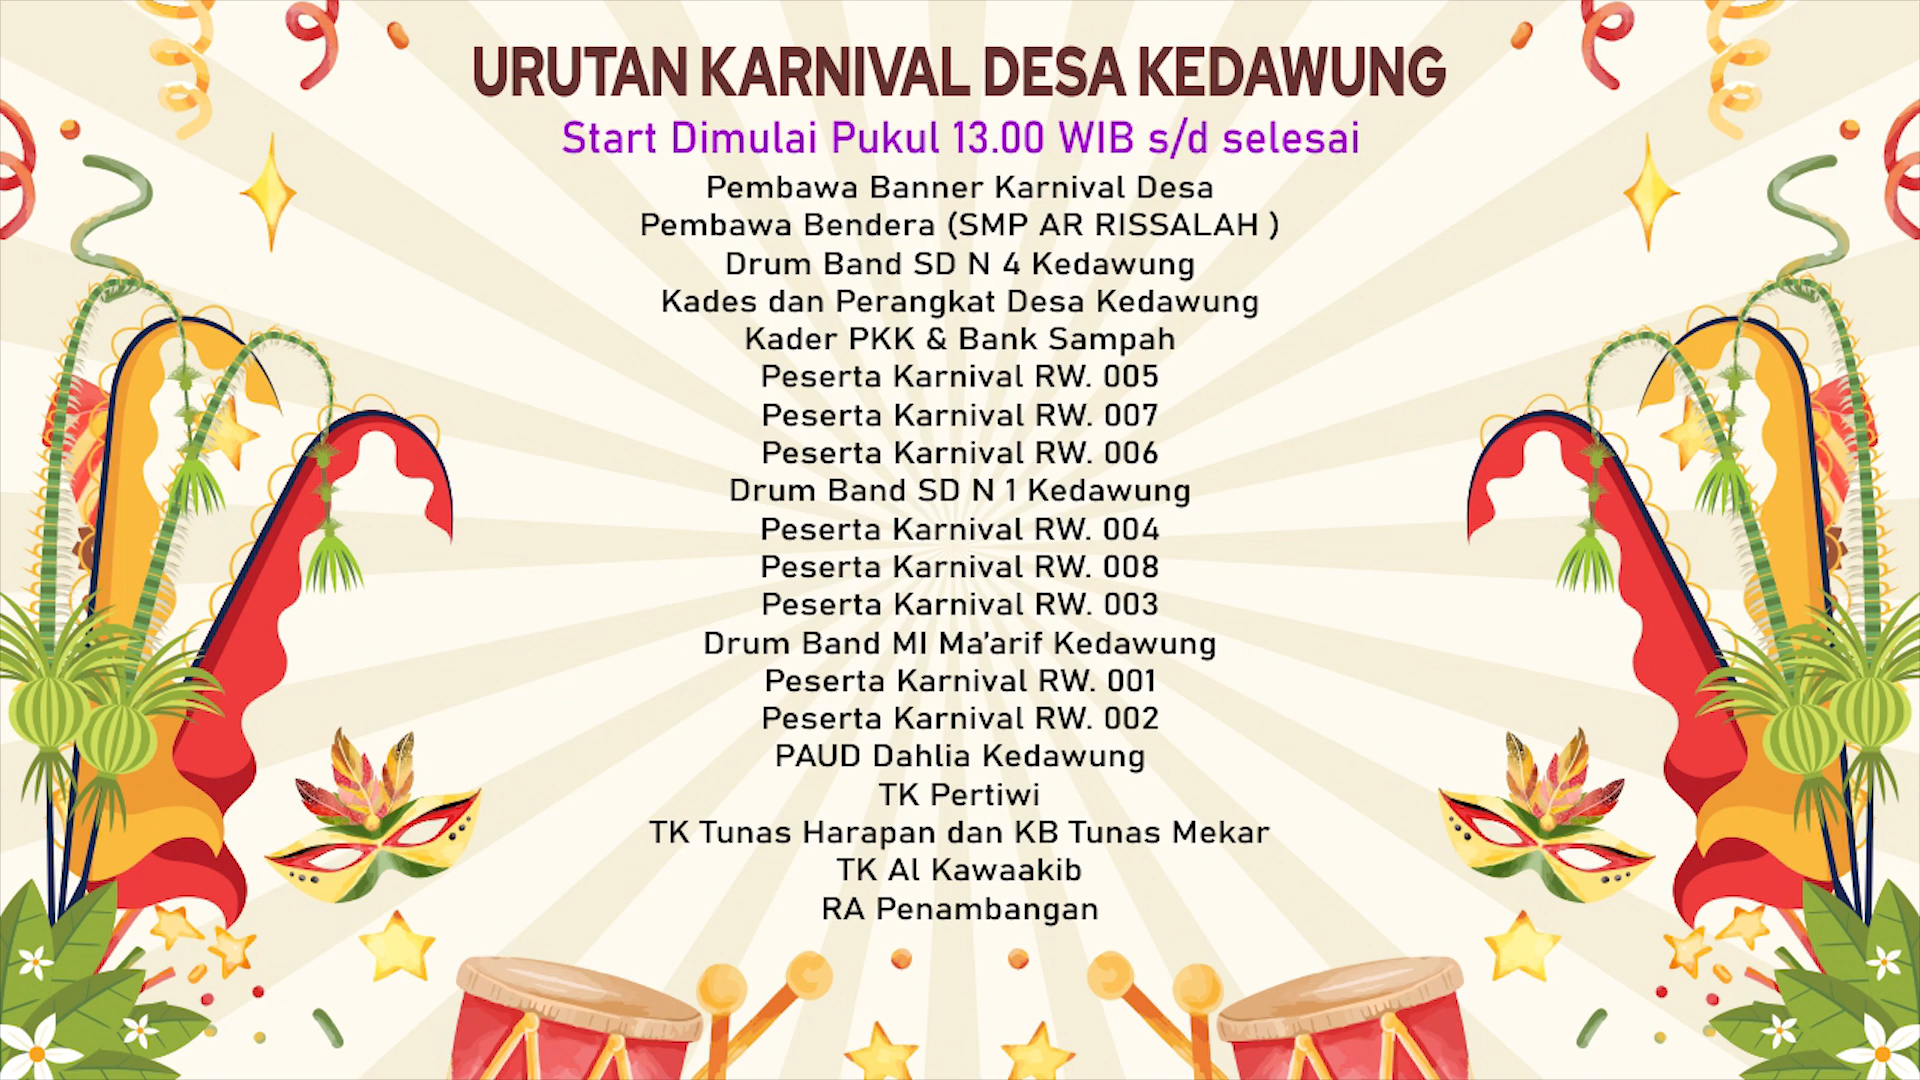 URUTAN KARNIVAL DESA KEDAWUNG
Start Dimulai Pukul 13.00 WIB s/d selesai
Pembawa Banner Karnival Desa
Pembawa Bendera (SMP AR RISSALAH )
Drum Band SD N 4 Kedawung
Kades dan Perangkat Desa Kedawung
Kader PKK & Bank Sampah
Peserta Karnival RW. 005
Peserta Karnival RW. 007
Peserta Karnival RW. 006
Drum Band SD N 1 Kedawung
Peserta Karnival RW. 004
Peserta Karnival RW. 008
Peserta Karnival RW. 003
Drum Band MI Ma'arif Kedawung
Peserta Karnival RW. 001
Peserta Karnival RW. 002
PAUD Dahlia Kedawung
TK Pertiwi
TK Tunas Harapan dan KB Tunas Mekar
TK Al Kawaakib
RA Penambangan